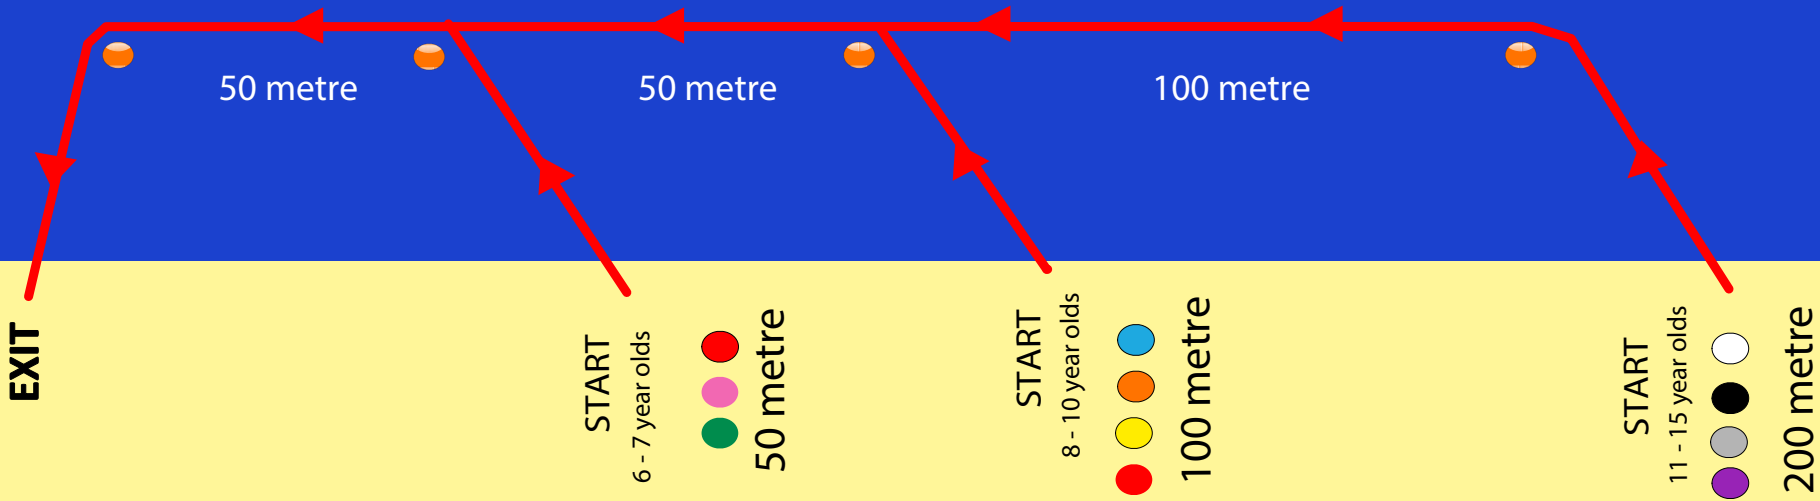 50 metre
50 metre
100 metre
EXIT
START
6 - 7 year olds
50 metre
START
8 - 10 year olds
100 metre
START
11 - 15 year olds
200 metre